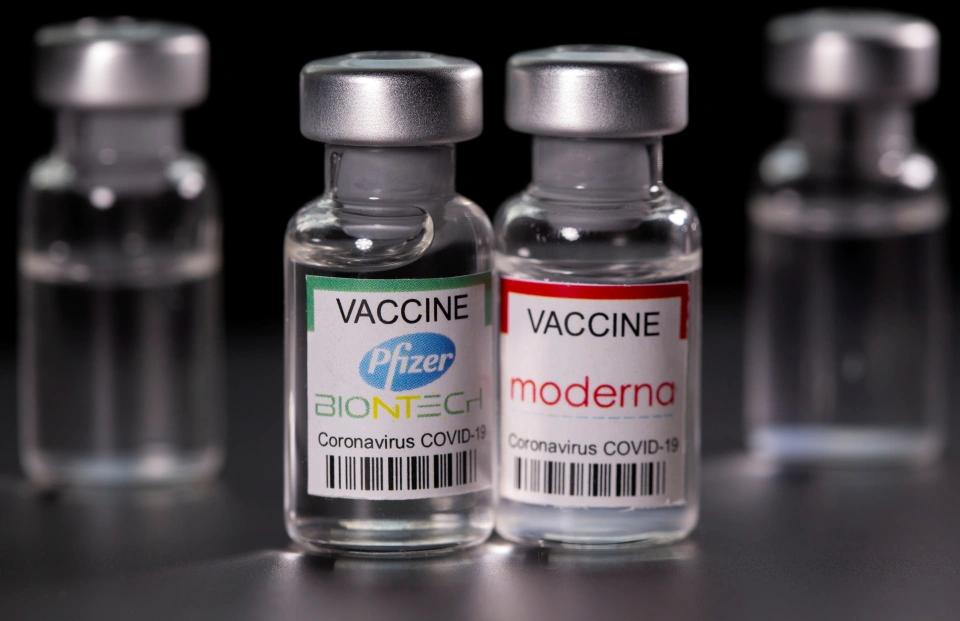 VACCINE
Pfizer
BIONTECH
Coronavirus COVID-19
VACCINE
moderna
Coronavirus COVID-19